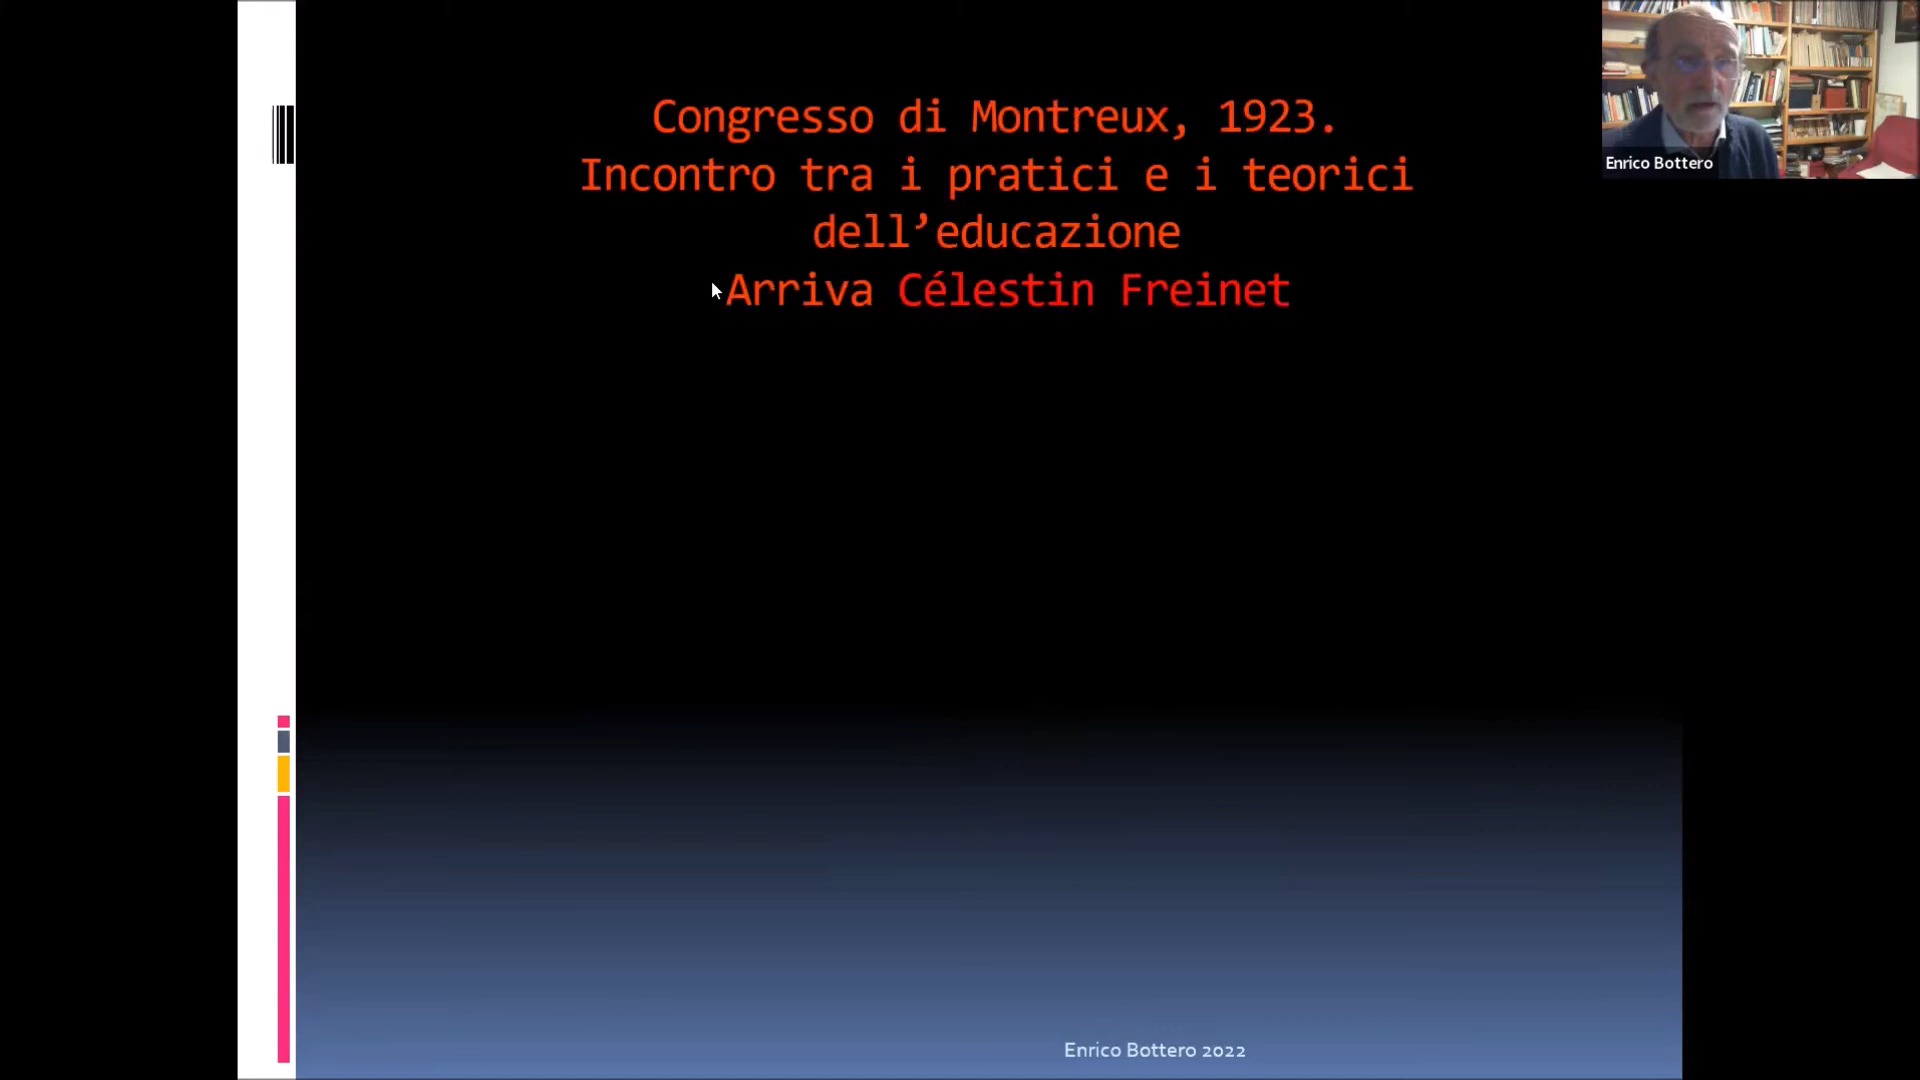 Congresso di Montreux, 1923.
Incontro tra i pratici e i teorici
dell’educazione
Arriva Célestin Freinet
Enrico Bottero
Enrico Bottero 2022